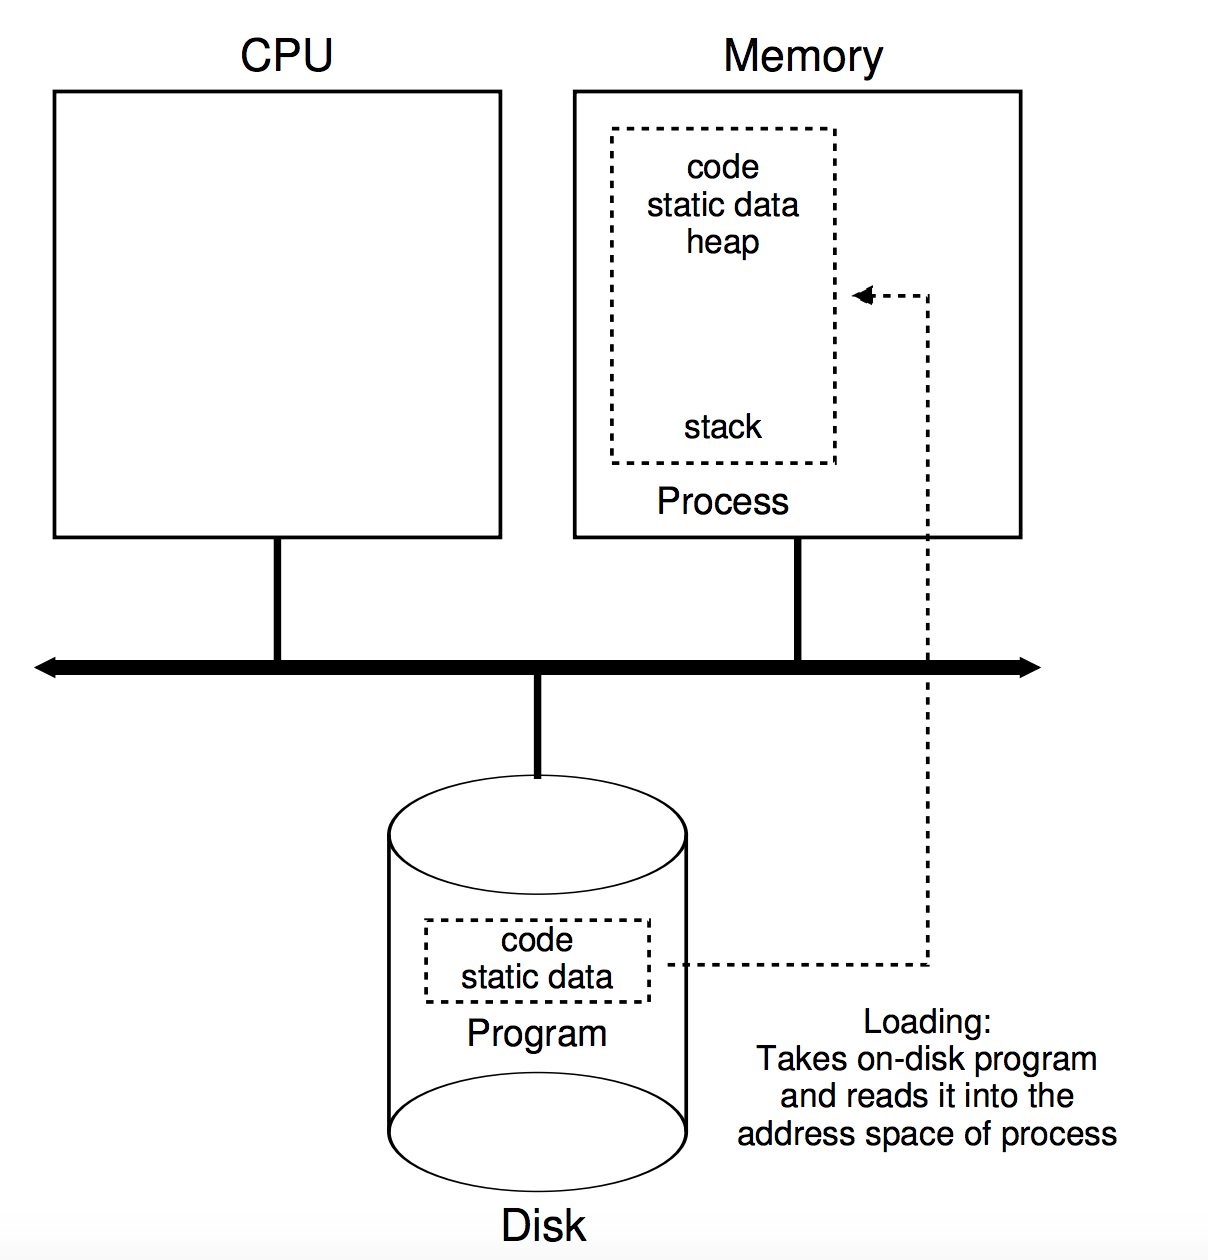 CPU
Memory
code
static data
heap
stack
Process
code
static data
Program
Loading:
Takes on-disk program
and reads it into the
address space of process
Disk